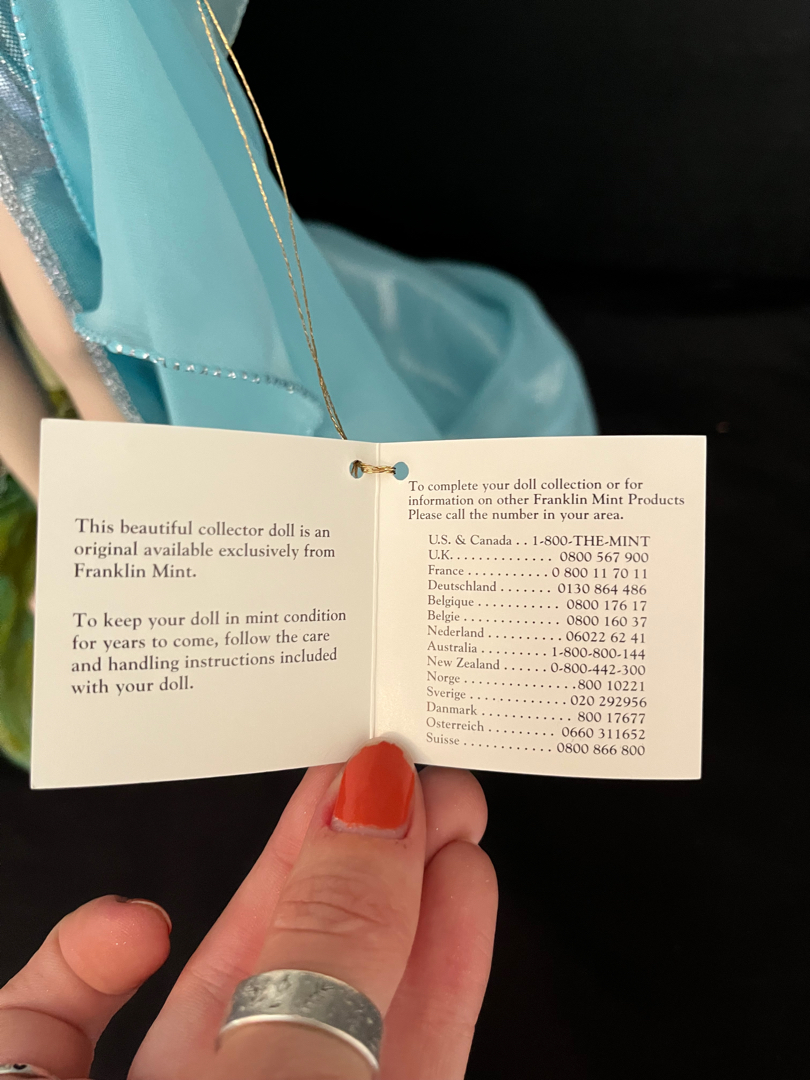 This beautiful collector doll is an
original available exclusively from
Franklin Mint.
To keep your doll in mint condition
for years to come, follow the care
and handling instructions included
with your doll.
To complete your doll collection or for
information on other Franklin Mint Products
Please call the number in your area.
U.S. & Canada . . 1-800-THE-MINT
U.K. . . . . . . . . . . . . . 0800 567 900
France . . . . . . . . . . . 0 800 11 70 11
Deutschland . . . . . . . 0130 864 486
Belgique . . . . . . . . . . . 0800 176 17
Belgie . . . . . . . . . . . . . 0800 160 37
Nederland . . . . . . . . . . 06022 62 41
Australia . . . . . . . . . 1-800-800-144
New Zealand . . . . . . 0-800-442-300
Norge . . . . . . . . . . . . . . .800 10221
Sverige . . . . . . . . . . . . . 020 292956
Danmark . . . . . . . . . . . . 800 17677
Osterreich . . . . . . . . . . 0660 311652
Suisse . . . . . . . . . . . . 0800 866 800